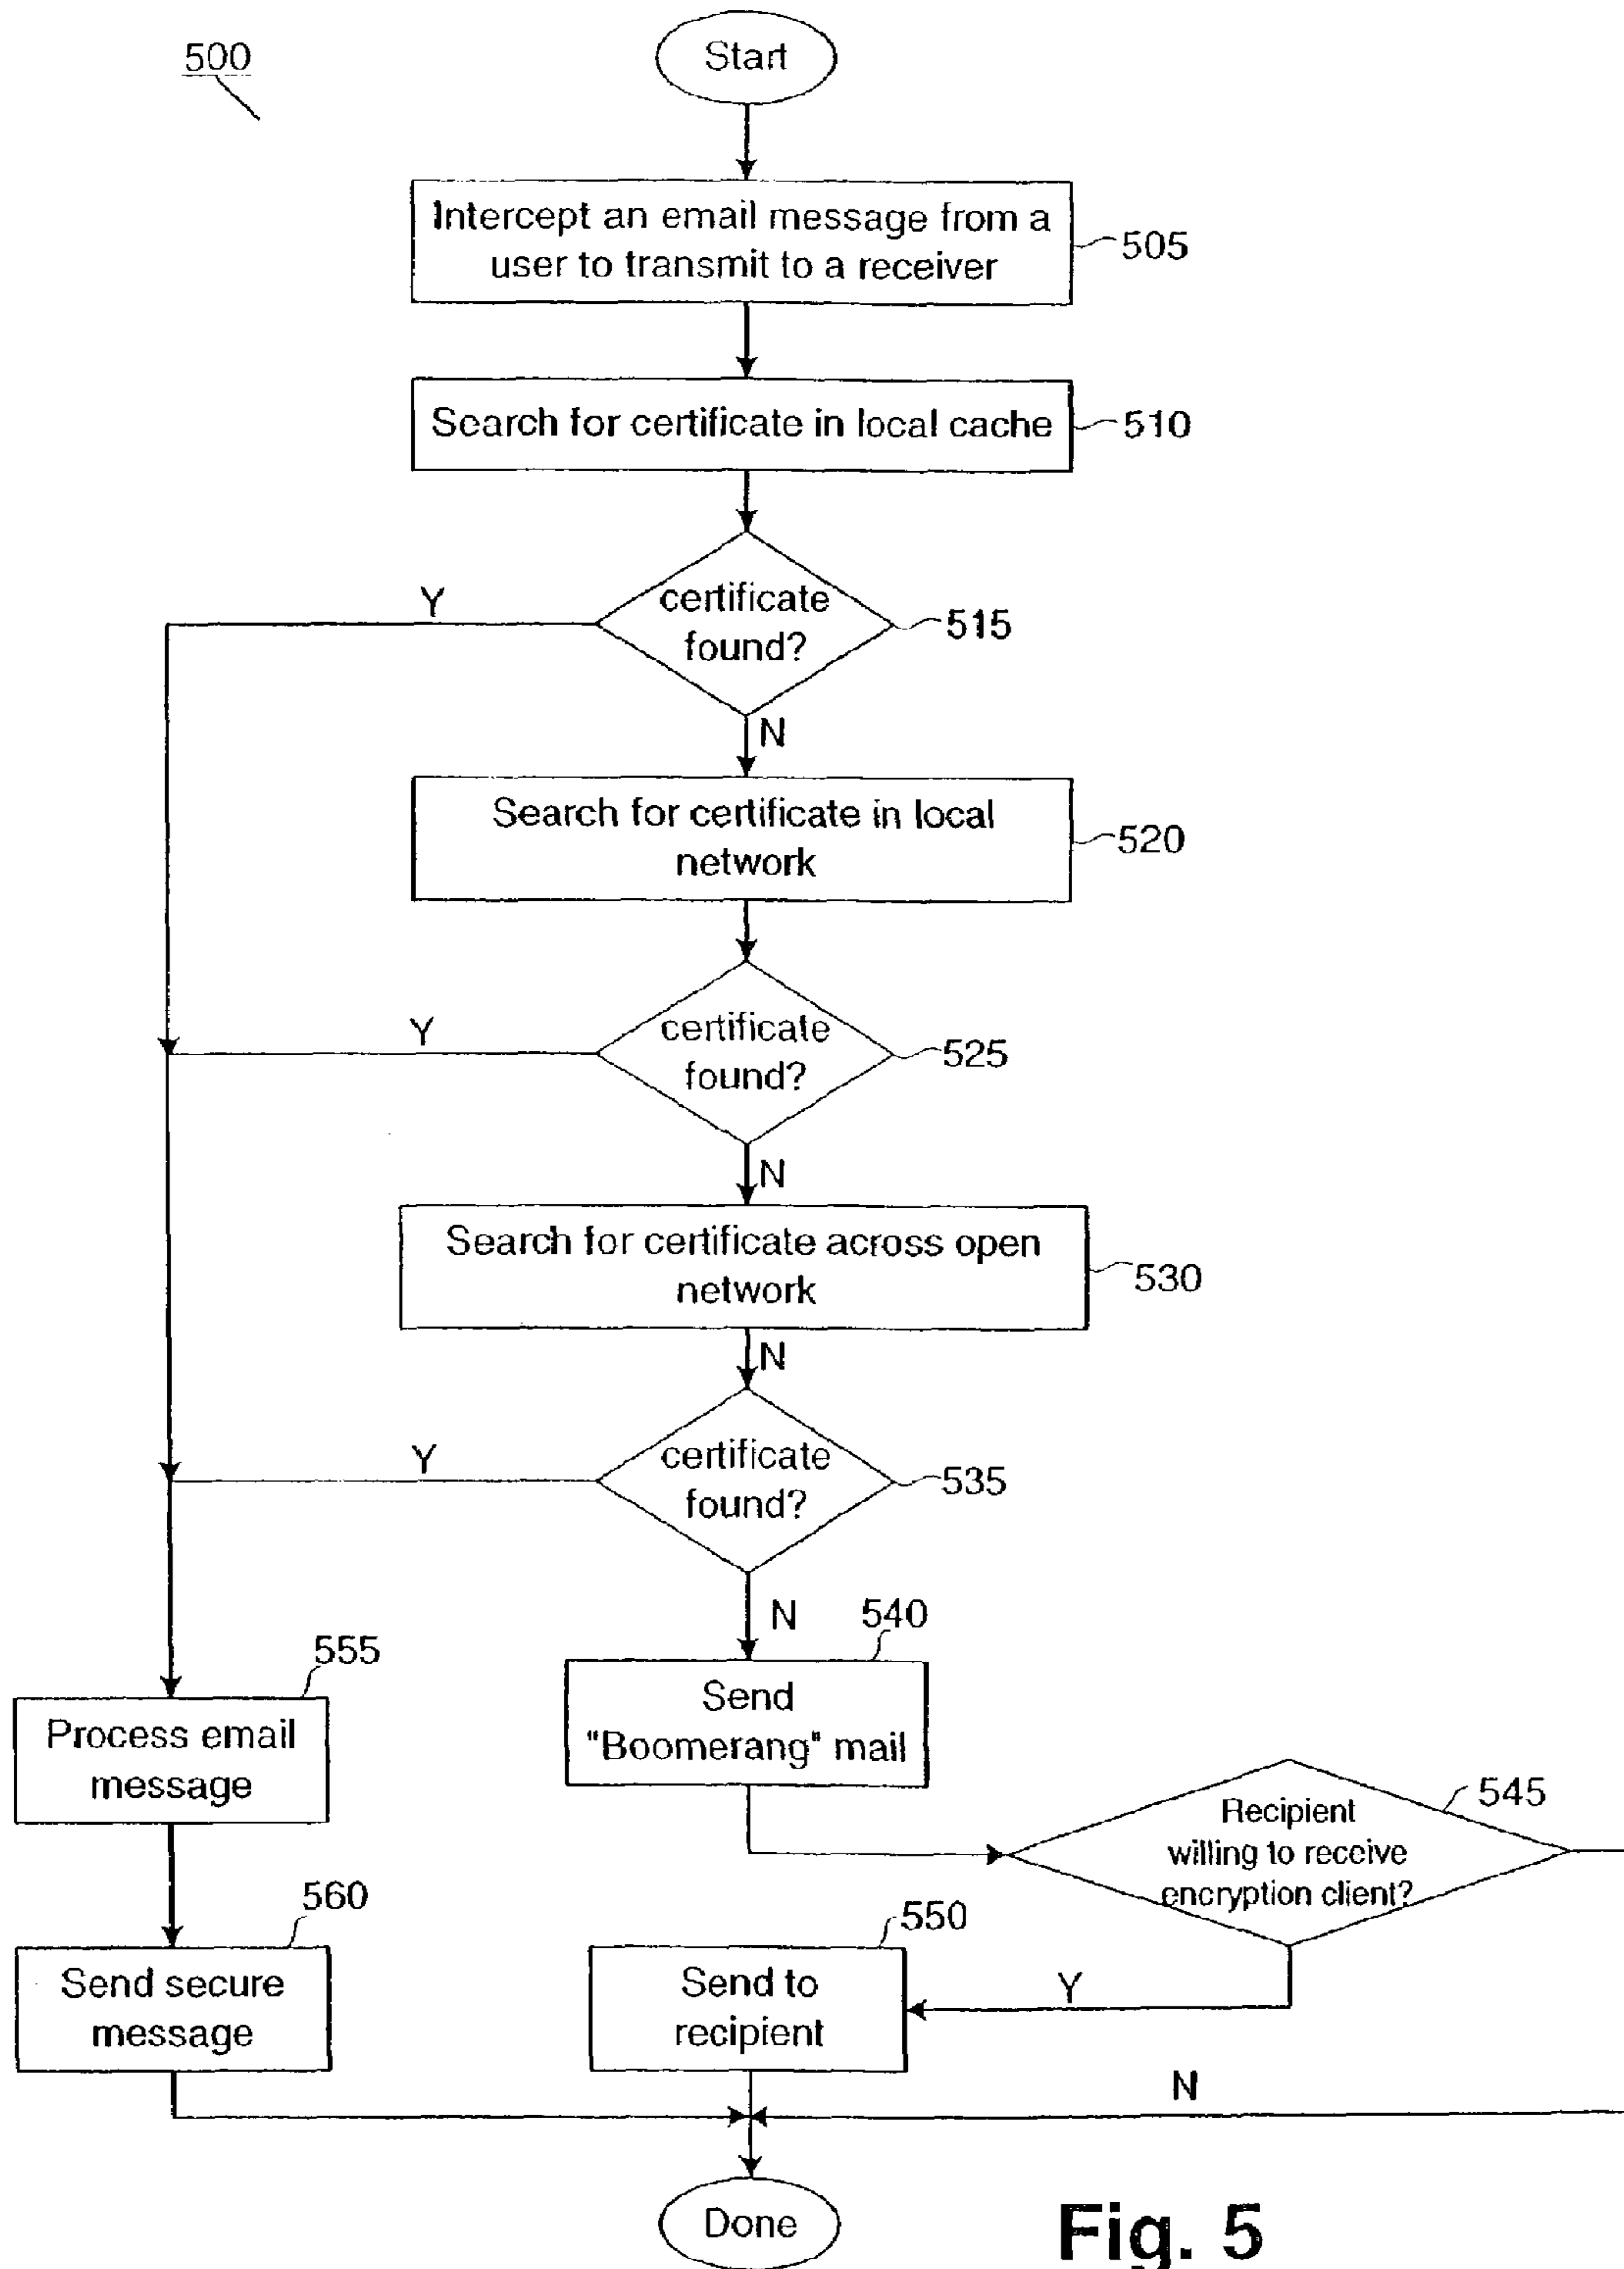 500
Start
Intercept an email message from a
user to transmit to a receiver
505
Search for certificate in local cache
510
certificate
found?
515
Y
N
Search for certificate in local
network
520
certificate
found?
525
Y
N
Search for certificate across open
network
530
N
certificate
found?
535
Y
N
540
Send
"Boomerang" mail
555
Process email
message
Recipient
willing to receive
encryption client?
545
560
Send secure
message
550
Send to
recipient
Y
N
Done
Fig. 5